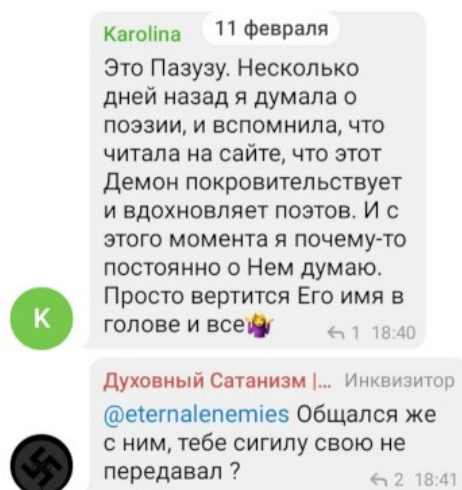 11 февраля
Karolina
Это Пазузу. Несколько
дней назад я думала о
поэзии, и вспомнила, что
читала на сайте, что этот
Демон покровительствует
и вдохновляет поэтов. И с
этого момента я почему-то
постоянно о Нем думаю.
Просто вертится Его имя в
голове и все🤷‍♀️
1 18:40
K
Духовный Сатанизм |... Инквизитор
@eternalenemies Общался же
с ним, тебе сигилу свою не
передавал ?
2 18:41